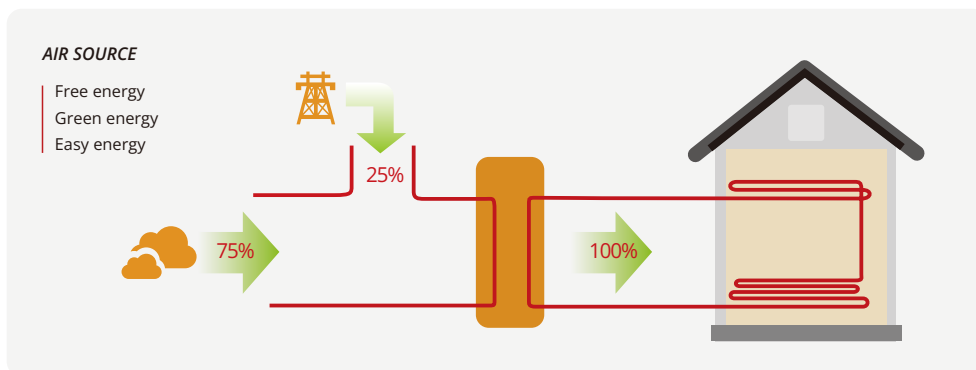 AIR SOURCE
Free energy
Green energy
Easy energy
25%
75%
100%